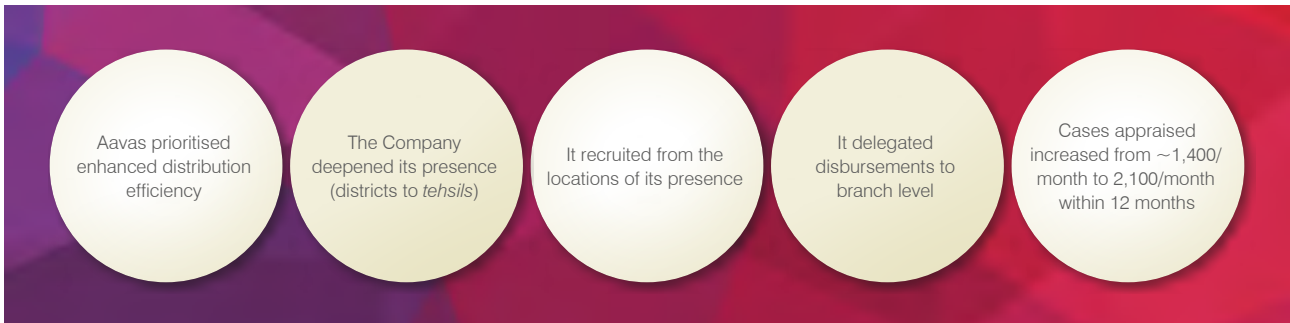 Aavas prioritised
enhanced distribution
efficiency
The Company
deepened its presence
(districts to tehsils)
It recruited from the
locations of its presence
It delegated
disbursements to
branch level
Cases appraised
increased from ~1,400/
month to 2,100/month
within 12 months